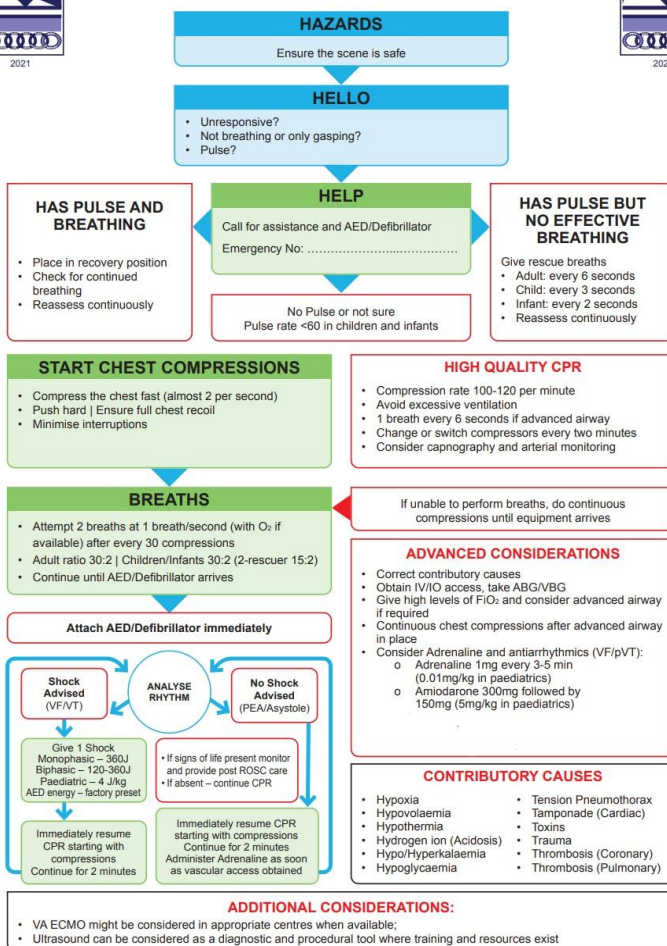 2021
202
HAZARDS
Ensure the scene is safe
HELLO
• Unresponsive?
• Not breathing or only gasping?
• Pulse?
HAS PULSE AND
BREATHING
• Place in recovery position
• Check for continued
breathing
• Reassess continuously
HELP
Call for assistance and AED/Defibrillator
Emergency No: ……………………………
No Pulse or not sure
Pulse rate <60 in children and infants
HAS PULSE BUT
NO EFFECTIVE
BREATHING
Give rescue breaths
• Adult: every 6 seconds
• Child: every 3 seconds
• Infant: every 2 seconds
• Reassess continuously
START CHEST COMPRESSIONS
• Compress the chest fast (almost 2 per second)
• Push hard | Ensure full chest recoil
• Minimise interruptions
HIGH QUALITY CPR
• Compression rate 100-120 per minute
• Avoid excessive ventilation
• 1 breath every 6 seconds if advanced airway
• Change or switch compressors every two minutes
• Consider capnography and arterial monitoring
BREATHS
• Attempt 2 breaths at 1 breath/second (with O₂ if
available) after every 30 compressions
• Adult ratio 30:2 | Children/Infants 30:2 (2-rescuer 15:2)
• Continue until AED/Defibrillator arrives
If unable to perform breaths, do continuous
compressions until equipment arrives
Attach AED/Defibrillator immediately
ADVANCED CONSIDERATIONS
• Correct contributory causes
• Obtain IV/IO access, take ABG/VBG
• Give high levels of FiO₂ and consider advanced airway
if required
• Continuous chest compressions after advanced airway
in place
• Consider Adrenaline and antiarrhythmics (VF/pVT):
o Adrenaline 1mg every 3-5 min
(0.01mg/kg in paediatrics)
o Amiodarone 300mg followed by
150mg (5mg/kg in paediatrics)
Shock
Advised
(VF/VT)
ANALYSE
RHYTHM
No Shock
Advised
(PEA/Asystole)
Give 1 Shock
Monophasic – 360J
Biphasic – 120-360J
Paediatric – 4 J/kg
AED energy – factory preset
• If signs of life present monitor
and provide post ROSC care
• If absent – continue CPR
Immediately resume
CPR starting with
compressions
Continue for 2 minutes
Immediately resume CPR
starting with compressions
Continue for 2 minutes
Administer Adrenaline as soon
as vascular access obtained
CONTRIBUTORY CAUSES
• Hypoxia
• Hypovolaemia
• Hypothermia
• Hydrogen ion (Acidosis)
• Hypo/Hyperkalaemia
• Hypoglycaemia
• Tension Pneumothorax
• Tamponade (Cardiac)
• Toxins
• Trauma
• Thrombosis (Coronary)
• Thrombosis (Pulmonary)
ADDITIONAL CONSIDERATIONS:
• VA ECMO might be considered in appropriate centres when available;
• Ultrasound can be considered as a diagnostic and procedural tool where training and resources exist